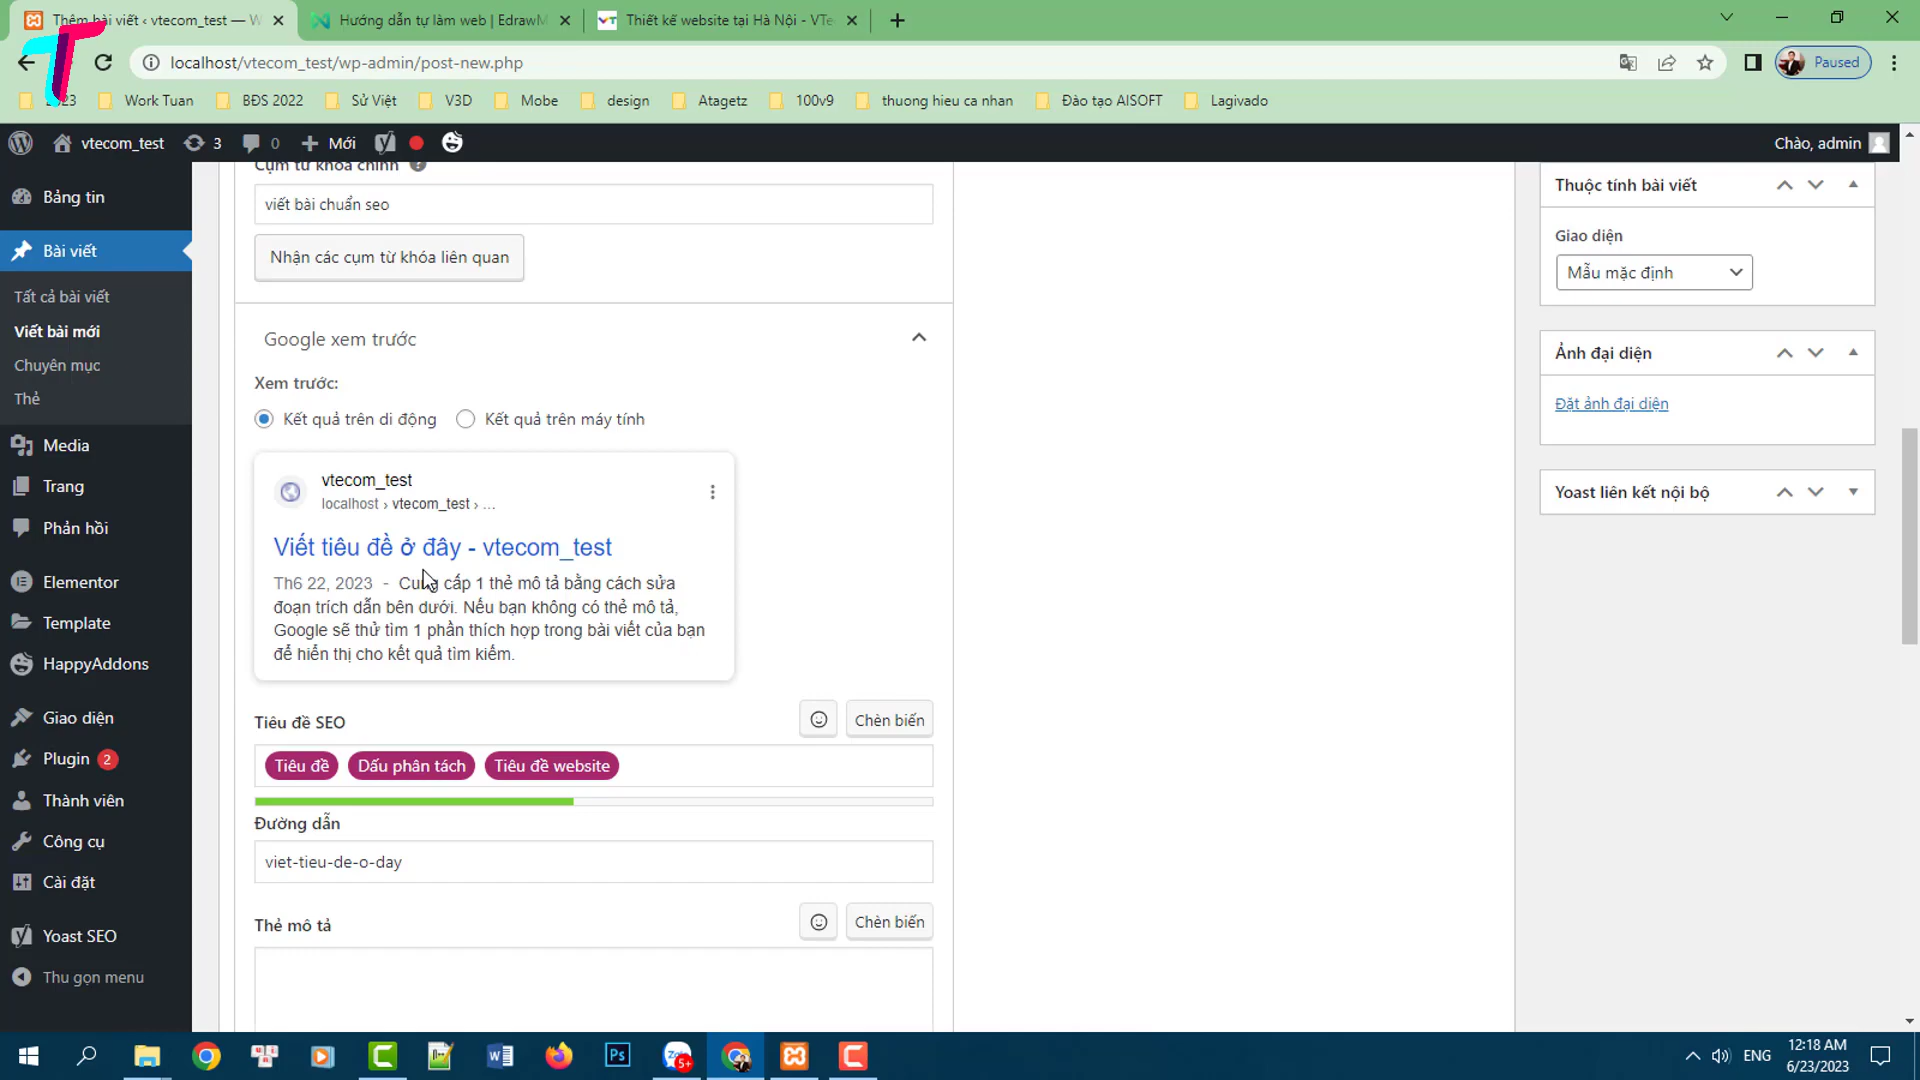 Thêm bài viết ‹ vtecom_test — W
Hướng dẫn tự làm web | EdrawM
Thiết kế website tại Hà Nội - VTe
localhost/vtecom_test/wp-admin/post-new.php
Paused
2023
Work Tuan
BĐS 2022
Sử Việt
V3D
Mobe
design
Atagetz
100v9
thuong hieu ca nhan
Đào tạo AISOFT
Lagivado
vtecom_test
3
0
Mới
Chào, admin
Bảng tin
Bài viết
Tất cả bài viết
Viết bài mới
Chuyên mục
Thẻ
Media
Trang
Phản hồi
Elementor
Template
HappyAddons
Giao diện
Plugin 2
Thành viên
Công cụ
Cài đặt
Yoast SEO
Thu gọn menu
Cụm từ khóa chính
viết bài chuẩn seo
Nhận các cụm từ khóa liên quan
Google xem trước
Xem trước:
Kết quả trên di động
Kết quả trên máy tính
vtecom_test
localhost › vtecom_test › ...
Viết tiêu đề ở đây - vtecom_test
Th6 22, 2023 - Cung cấp 1 thẻ mô tả bằng cách sửa
đoạn trích dẫn bên dưới. Nếu bạn không có thẻ mô tả,
Google sẽ thử tìm 1 phần thích hợp trong bài viết của bạn
để hiển thị cho kết quả tìm kiếm.
Tiêu đề SEO
Chèn biến
Tiêu đề
Dấu phân tách
Tiêu đề website
Đường dẫn
viet-tieu-de-o-day
Thẻ mô tả
Chèn biến
Thuộc tính bài viết
Giao diện
Mẫu mặc định
Ảnh đại diện
Đặt ảnh đại diện
Yoast liên kết nội bộ
Ps
5+
ENG
12:18 AM
6/23/2023